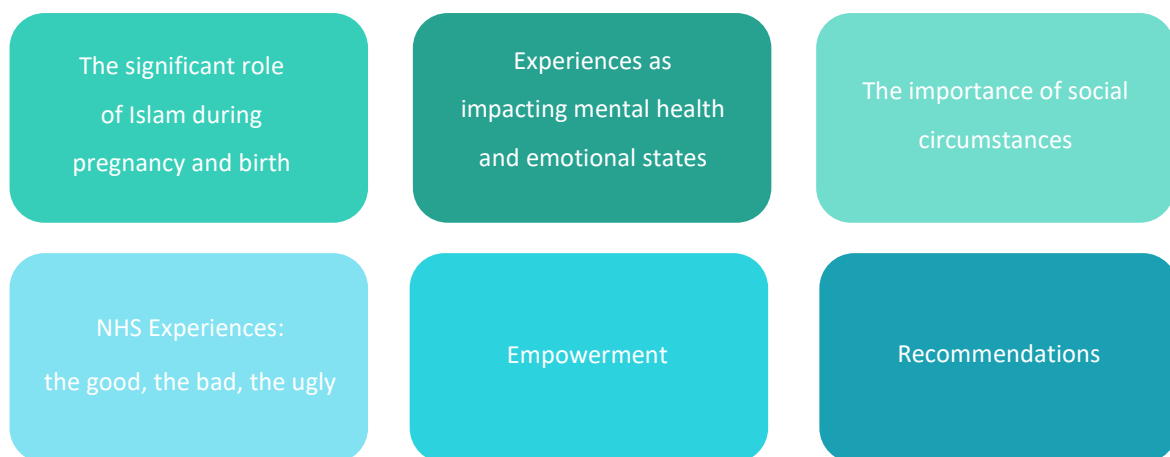 The significant role
of Islam during
pregnancy and birth
Experiences as
impacting mental health
and emotional states
The importance of social
circumstances
NHS Experiences:
the good, the bad, the ugly
Empowerment
Recommendations